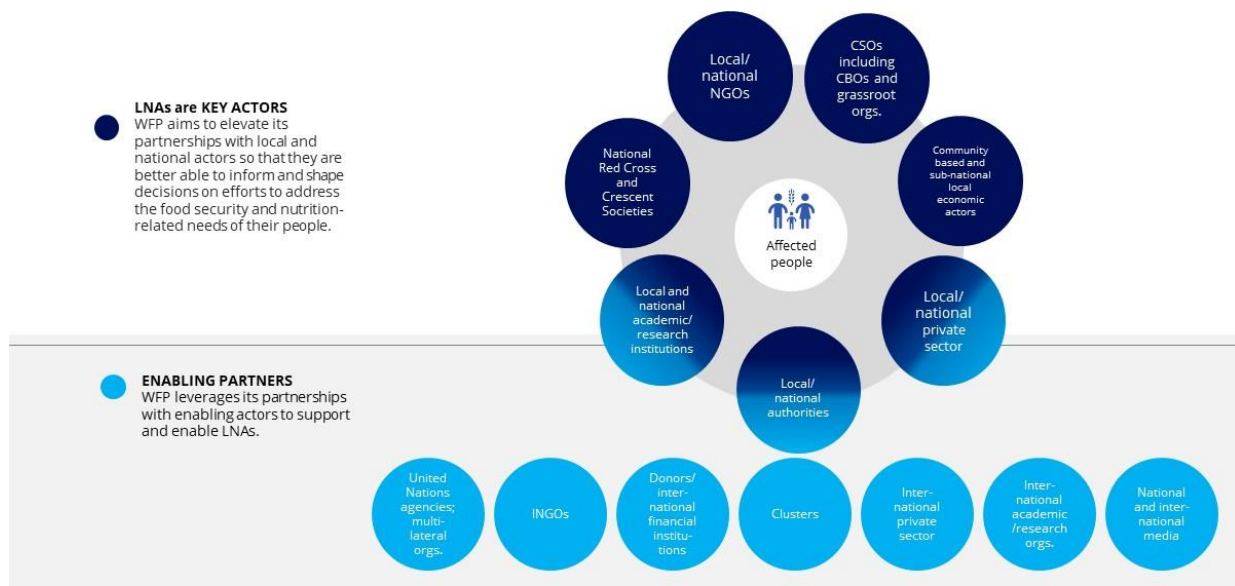 LNAs are KEY ACTORS
WFP aims to elevate its
partnerships with local and
national actors so that they are
better able to inform and shape
decisions on efforts to address
the food security and nutrition-
related needs of their people.
Local/
national
NGOs
CSOs
including
CBOs and
grassroot
orgs.
National
Red Cross
and
Crescent
Societies
Community
based and
sub-national
local
economic
actors
Affected
people
Local and
national
academic/
research
institutions
Local/
national
private
sector
Local/
national
authorities
ENABLING PARTNERS
WFP leverages its partnerships
with enabling actors to support
and enable LNAs.
United
Nations
agencies;
multi-
lateral
orgs.
INGOs
Donors/
inter-
national
financial
institu-
tions
Clusters
Inter-
national
private
sector
Inter-
national
academic
/research
orgs.
National
and inter-
national
media